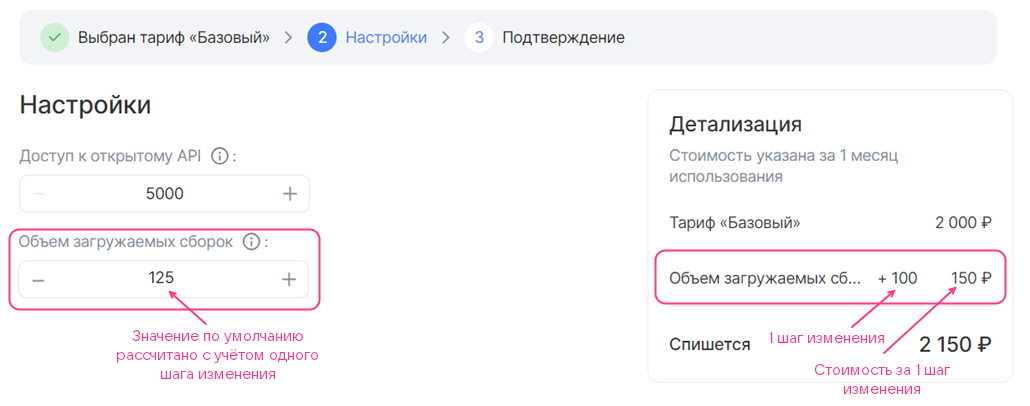 Выбран тариф «Базовый» 2 Настройки 3 Подтверждение
Настройки
Доступ к открытому API i :
− 5000 +
Объем загружаемых сборок i :
− 125 +
Значение по умолчанию
рассчитано с учётом одного
шага изменения
Детализация
Стоимость указана за 1 месяц
использования
Тариф «Базовый» 2 000 ₽
Объем загружаемых сб... + 100 150 ₽
1 шаг изменения
Спишется 2 150 ₽
Стоимость за 1 шаг
изменения